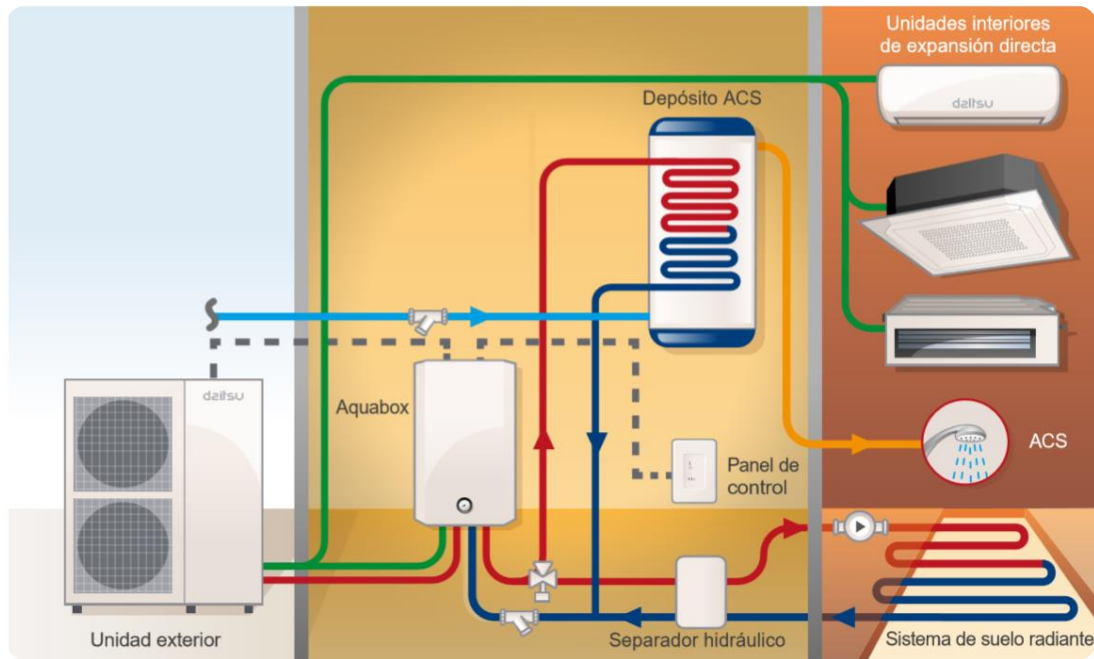 Unidades interiores
de expansión directa
daitsu
Depósito ACS
daitsu
Aquabox
ACS
Panel de
control
Unidad exterior
Separador hidráulico
Sistema de suelo radiante